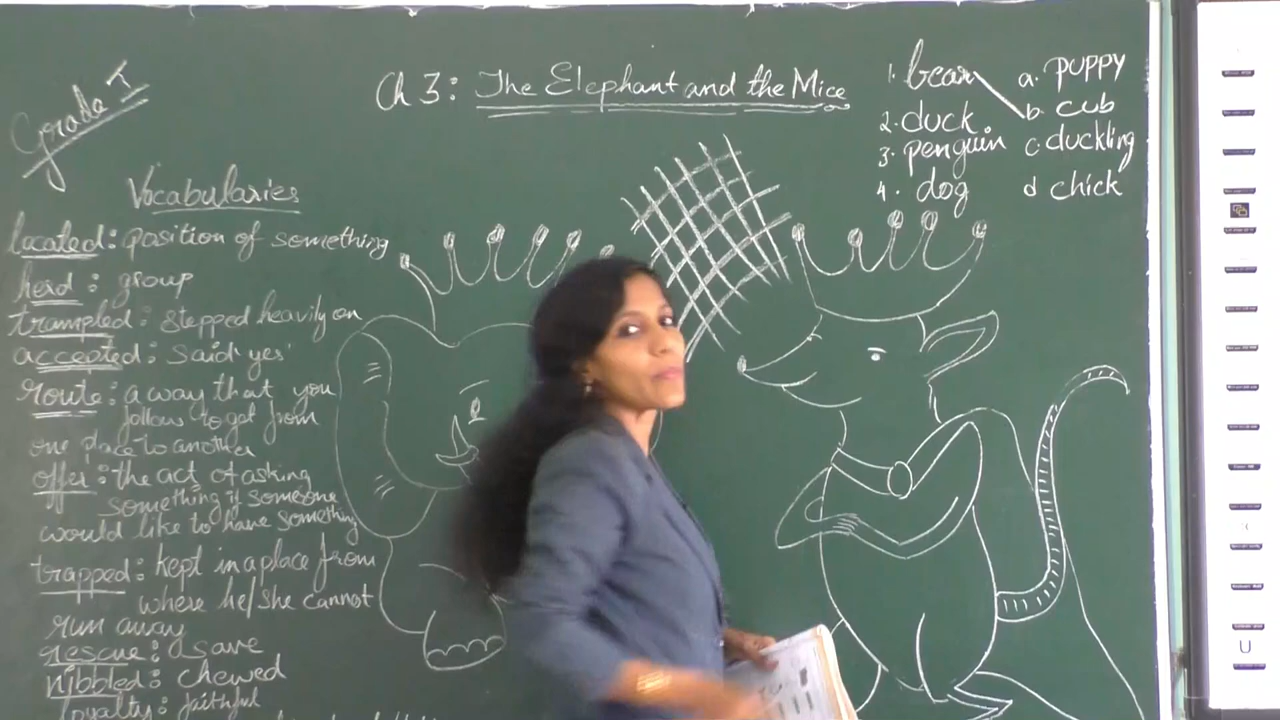 Grade I
Ch 3: The Elephant and the Mice
1. bear a. puppy
b. cub
2. duck
3. penguin c. duckling
4. dog d chick
Vocabularies
located: position of something
herd: group
trampled: stepped heavily on
accepted: said 'yes'
route: a way that you
follow to get from
one place to another
offer: the act of asking
something if someone
would like to have something
trapped: kept in a place from
where he/she cannot
run away
rescue: save
nibbled: chewed
loyalty: faithful
U